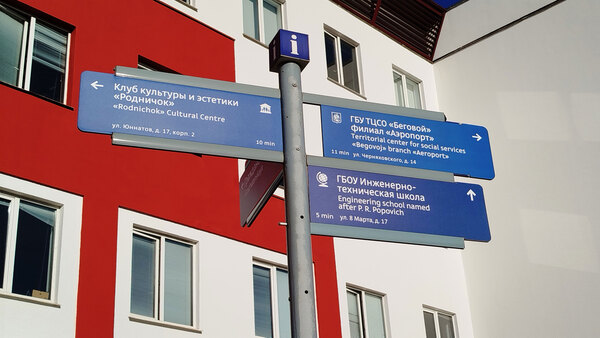 i
← Клуб культуры и эстетики
«Родничок»
«Rodnichok» Cultural Centre
ул. Юннатов, д. 17, корп. 2
10 min
ГБУ ТЦСО «Беговой»
филиал «Аэропорт» →
Territorial center for social services
«Begovoj» branch «Aeroport»
11 min ул. Черняховского, д. 14
ГБОУ Инженерно-
техническая школа ↑
Engineering school named
after P. R. Popovich
5 min ул. 8 Марта, д. 17